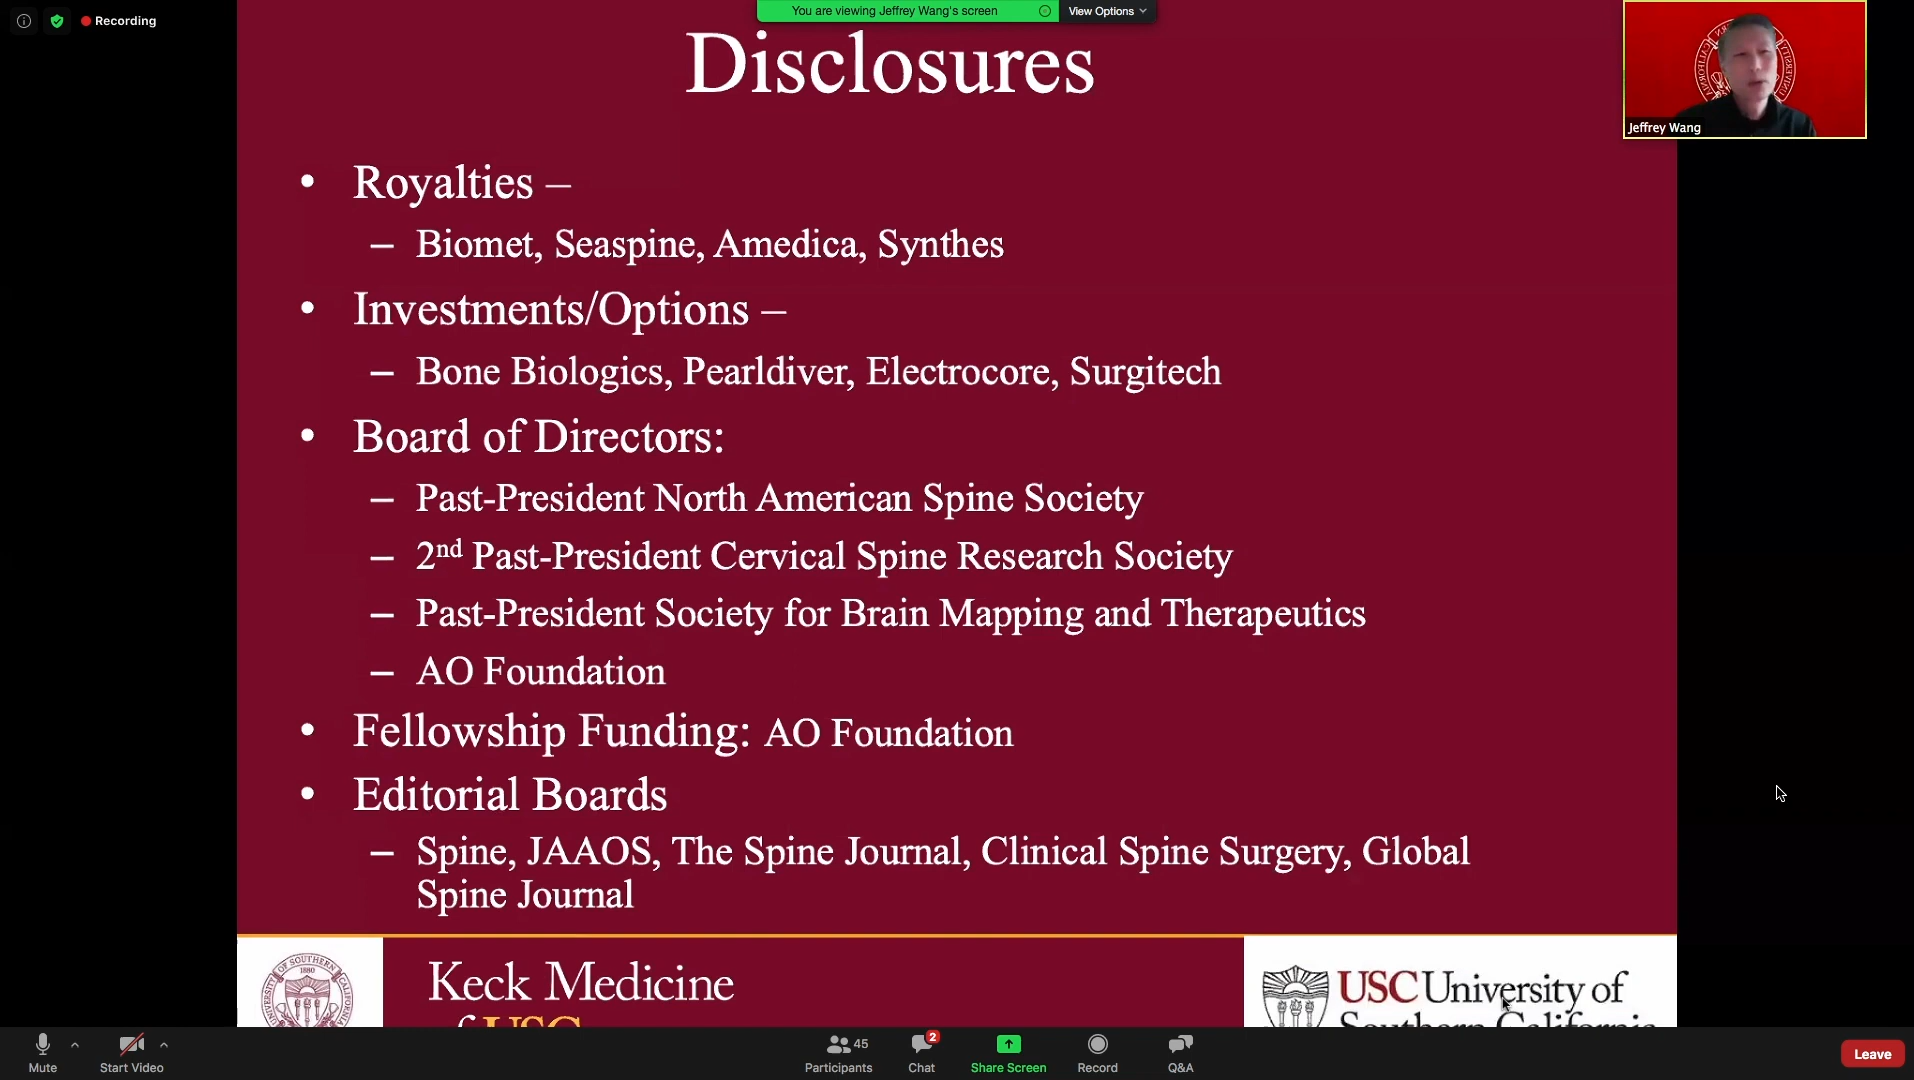 Recording
You are viewing Jeffrey Wang's screen
View Options
Jeffrey Wang
Disclosures
• Royalties –
– Biomet, Seaspine, Amedica, Synthes
• Investments/Options –
– Bone Biologics, Pearldiver, Electrocore, Surgitech
• Board of Directors:
– Past-President North American Spine Society
– 2nd Past-President Cervical Spine Research Society
– Past-President Society for Brain Mapping and Therapeutics
– AO Foundation
• Fellowship Funding: AO Foundation
• Editorial Boards
– Spine, JAAOS, The Spine Journal, Clinical Spine Surgery, Global
Spine Journal
Keck Medicine
of USC
USC University of
Southern California
Mute
Start Video
45
Participants
2
Chat
Share Screen
Record
Q&A
Leave